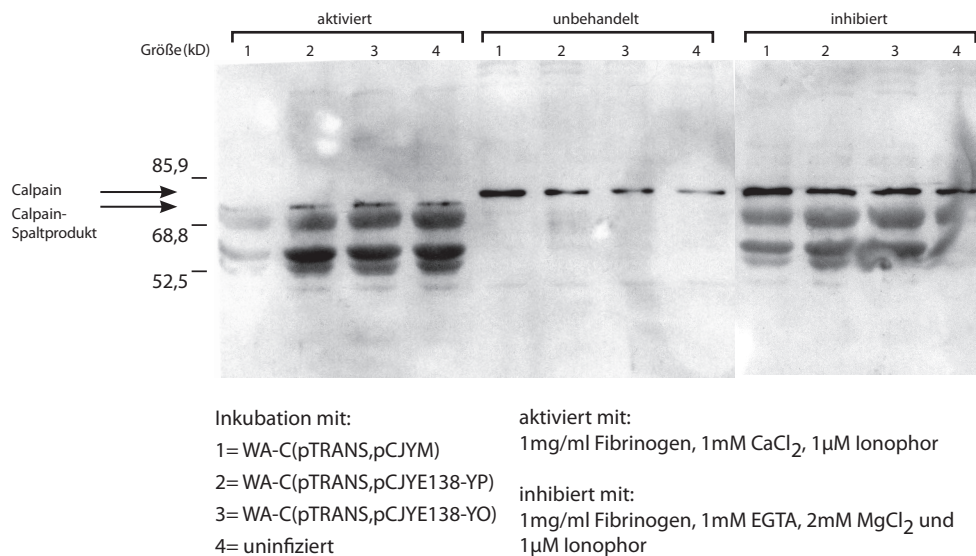 aktiviert unbehandelt inhibiert
Größe(kD) 1 2 3 4 1 2 3 4 1 2 3 4
85,9
Calpain
Calpain-
Spaltprodukt
68,8
52,5
Inkubation mit:
1= WA-C(pTRANS,pCJYM)
2= WA-C(pTRANS,pCJYE138-YP)
3= WA-C(pTRANS,pCJYE138-YO)
4= uninfiziert
aktiviert mit:
1mg/ml Fibrinogen, 1mM CaCl2, 1µM Ionophor
inhibiert mit:
1mg/ml Fibrinogen, 1mM EGTA, 2mM MgCl2 und
1µM Ionophor